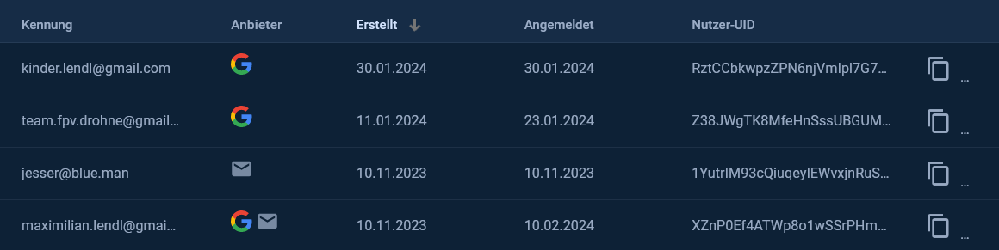 Kennung Anbieter Erstellt Angemeldet Nutzer-UID
kinder.lendl@gmail.com 30.01.2024 30.01.2024 RztCCbkwpzZPN6njVmIpl7G7…
team.fpv.drohne@gmail… 11.01.2024 23.01.2024 Z38JWgTK8MfeHnSssUBGUM…
jesser@blue.man 10.11.2023 10.11.2023 1YutrIM93cQiuqeylEWvxjnRuS…
maximilian.lendl@gmai… 10.11.2023 10.02.2024 XZnP0Ef4ATWp8o1wSSrPHm…